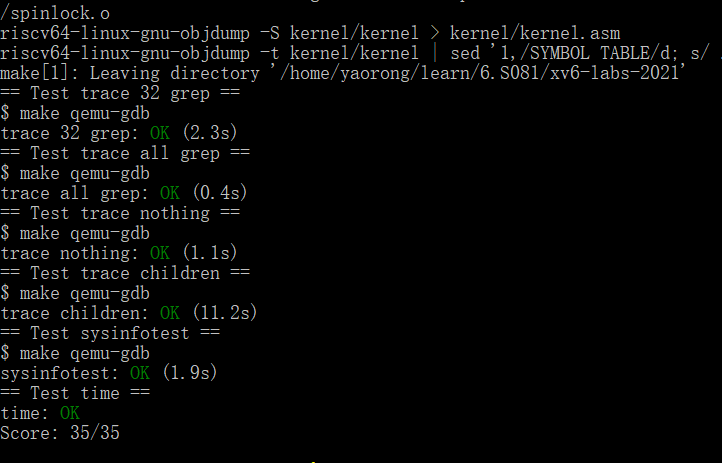 /spinlock.o
riscv64-linux-gnu-objdump -S kernel/kernel > kernel/kernel.asm
riscv64-linux-gnu-objdump -t kernel/kernel | sed '1,/SYMBOL TABLE/d; s/ .
make[1]: Leaving directory '/home/yaorong/learn/6.S081/xv6-labs-2021'
== Test trace 32 grep ==
$ make qemu-gdb
trace 32 grep: OK (2.3s)
== Test trace all grep ==
$ make qemu-gdb
trace all grep: OK (0.4s)
== Test trace nothing ==
$ make qemu-gdb
trace nothing: OK (1.1s)
== Test trace children ==
$ make qemu-gdb
trace children: OK (11.2s)
== Test sysinfotest ==
$ make qemu-gdb
sysinfotest: OK (1.9s)
== Test time ==
time: OK
Score: 35/35